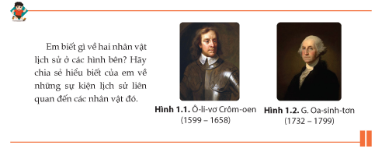 Em biết gì về hai nhân vật
lịch sử ở các hình bên? Hãy
chia sẻ hiểu biết của em về
những sự kiện lịch sử liên
quan đến các nhân vật đó.
Hình 1.1. Ô-li-vơ Crôm-oen
(1599 – 1658)
Hình 1.2. G. Oa-sinh-tơn
(1732 – 1799)